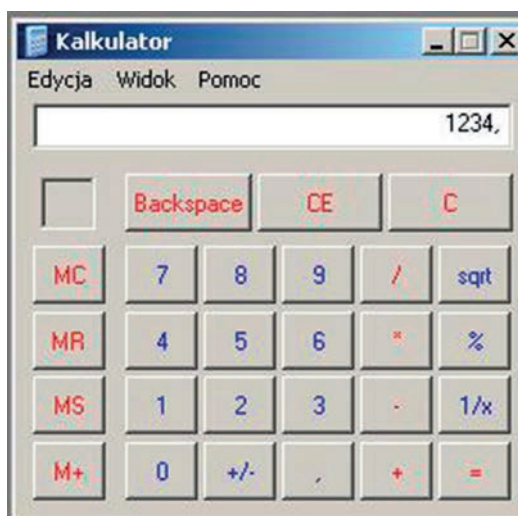 Kalkulator
Edycja Widok Pomoc
1234,
Backspace CE C
MC 7 8 9 / sqrt
MR 4 5 6 * %
MS 1 2 3 - 1/x
M+ 0 +/- , + =